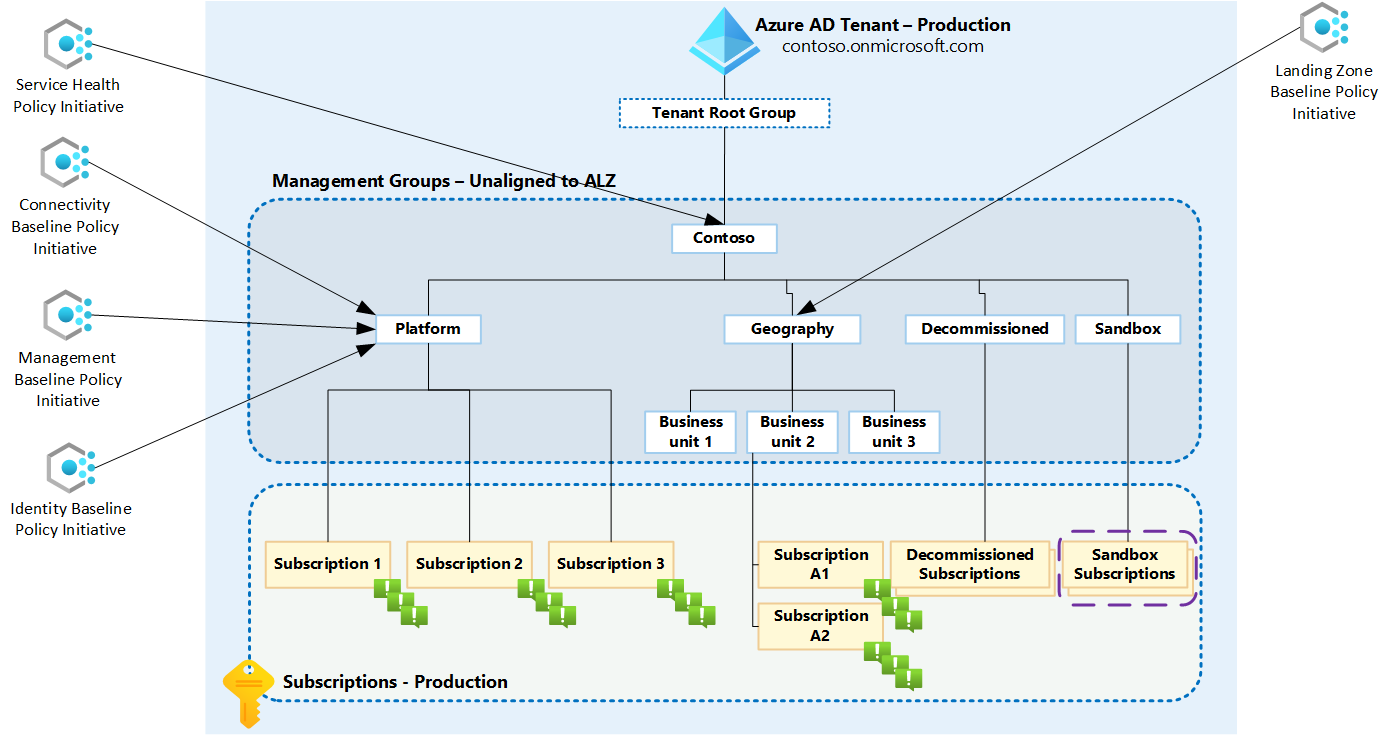 Azure AD Tenant – Production
contoso.onmicrosoft.com
Service Health
Policy Initiative
Landing Zone
Baseline Policy
Initiative
Tenant Root Group
Connectivity
Baseline Policy
Initiative
Management Groups – Unaligned to ALZ
Contoso
Management
Baseline Policy
Initiative
Platform
Geography
Decommissioned
Sandbox
Business
unit 1
Business
unit 2
Business
unit 3
Identity Baseline
Policy Initiative
Subscription 1
Subscription 2
Subscription 3
Subscription
A1
Decommissioned
Subscriptions
Sandbox
Subscriptions
Subscription
A2
Subscriptions - Production